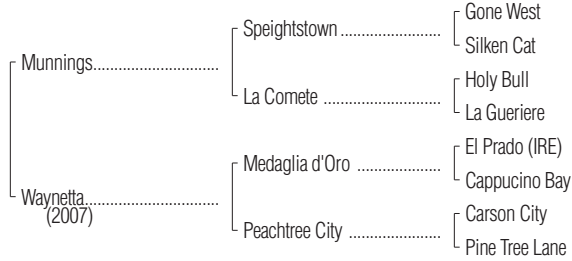 Gone West
Speightstown
Silken Cat
Munnings
Holy Bull
La Comete
La Gueriere
El Prado (IRE)
Medaglia d'Oro
Cappucino Bay
Waynetta
(2007)
Carson City
Peachtree City
Pine Tree Lane